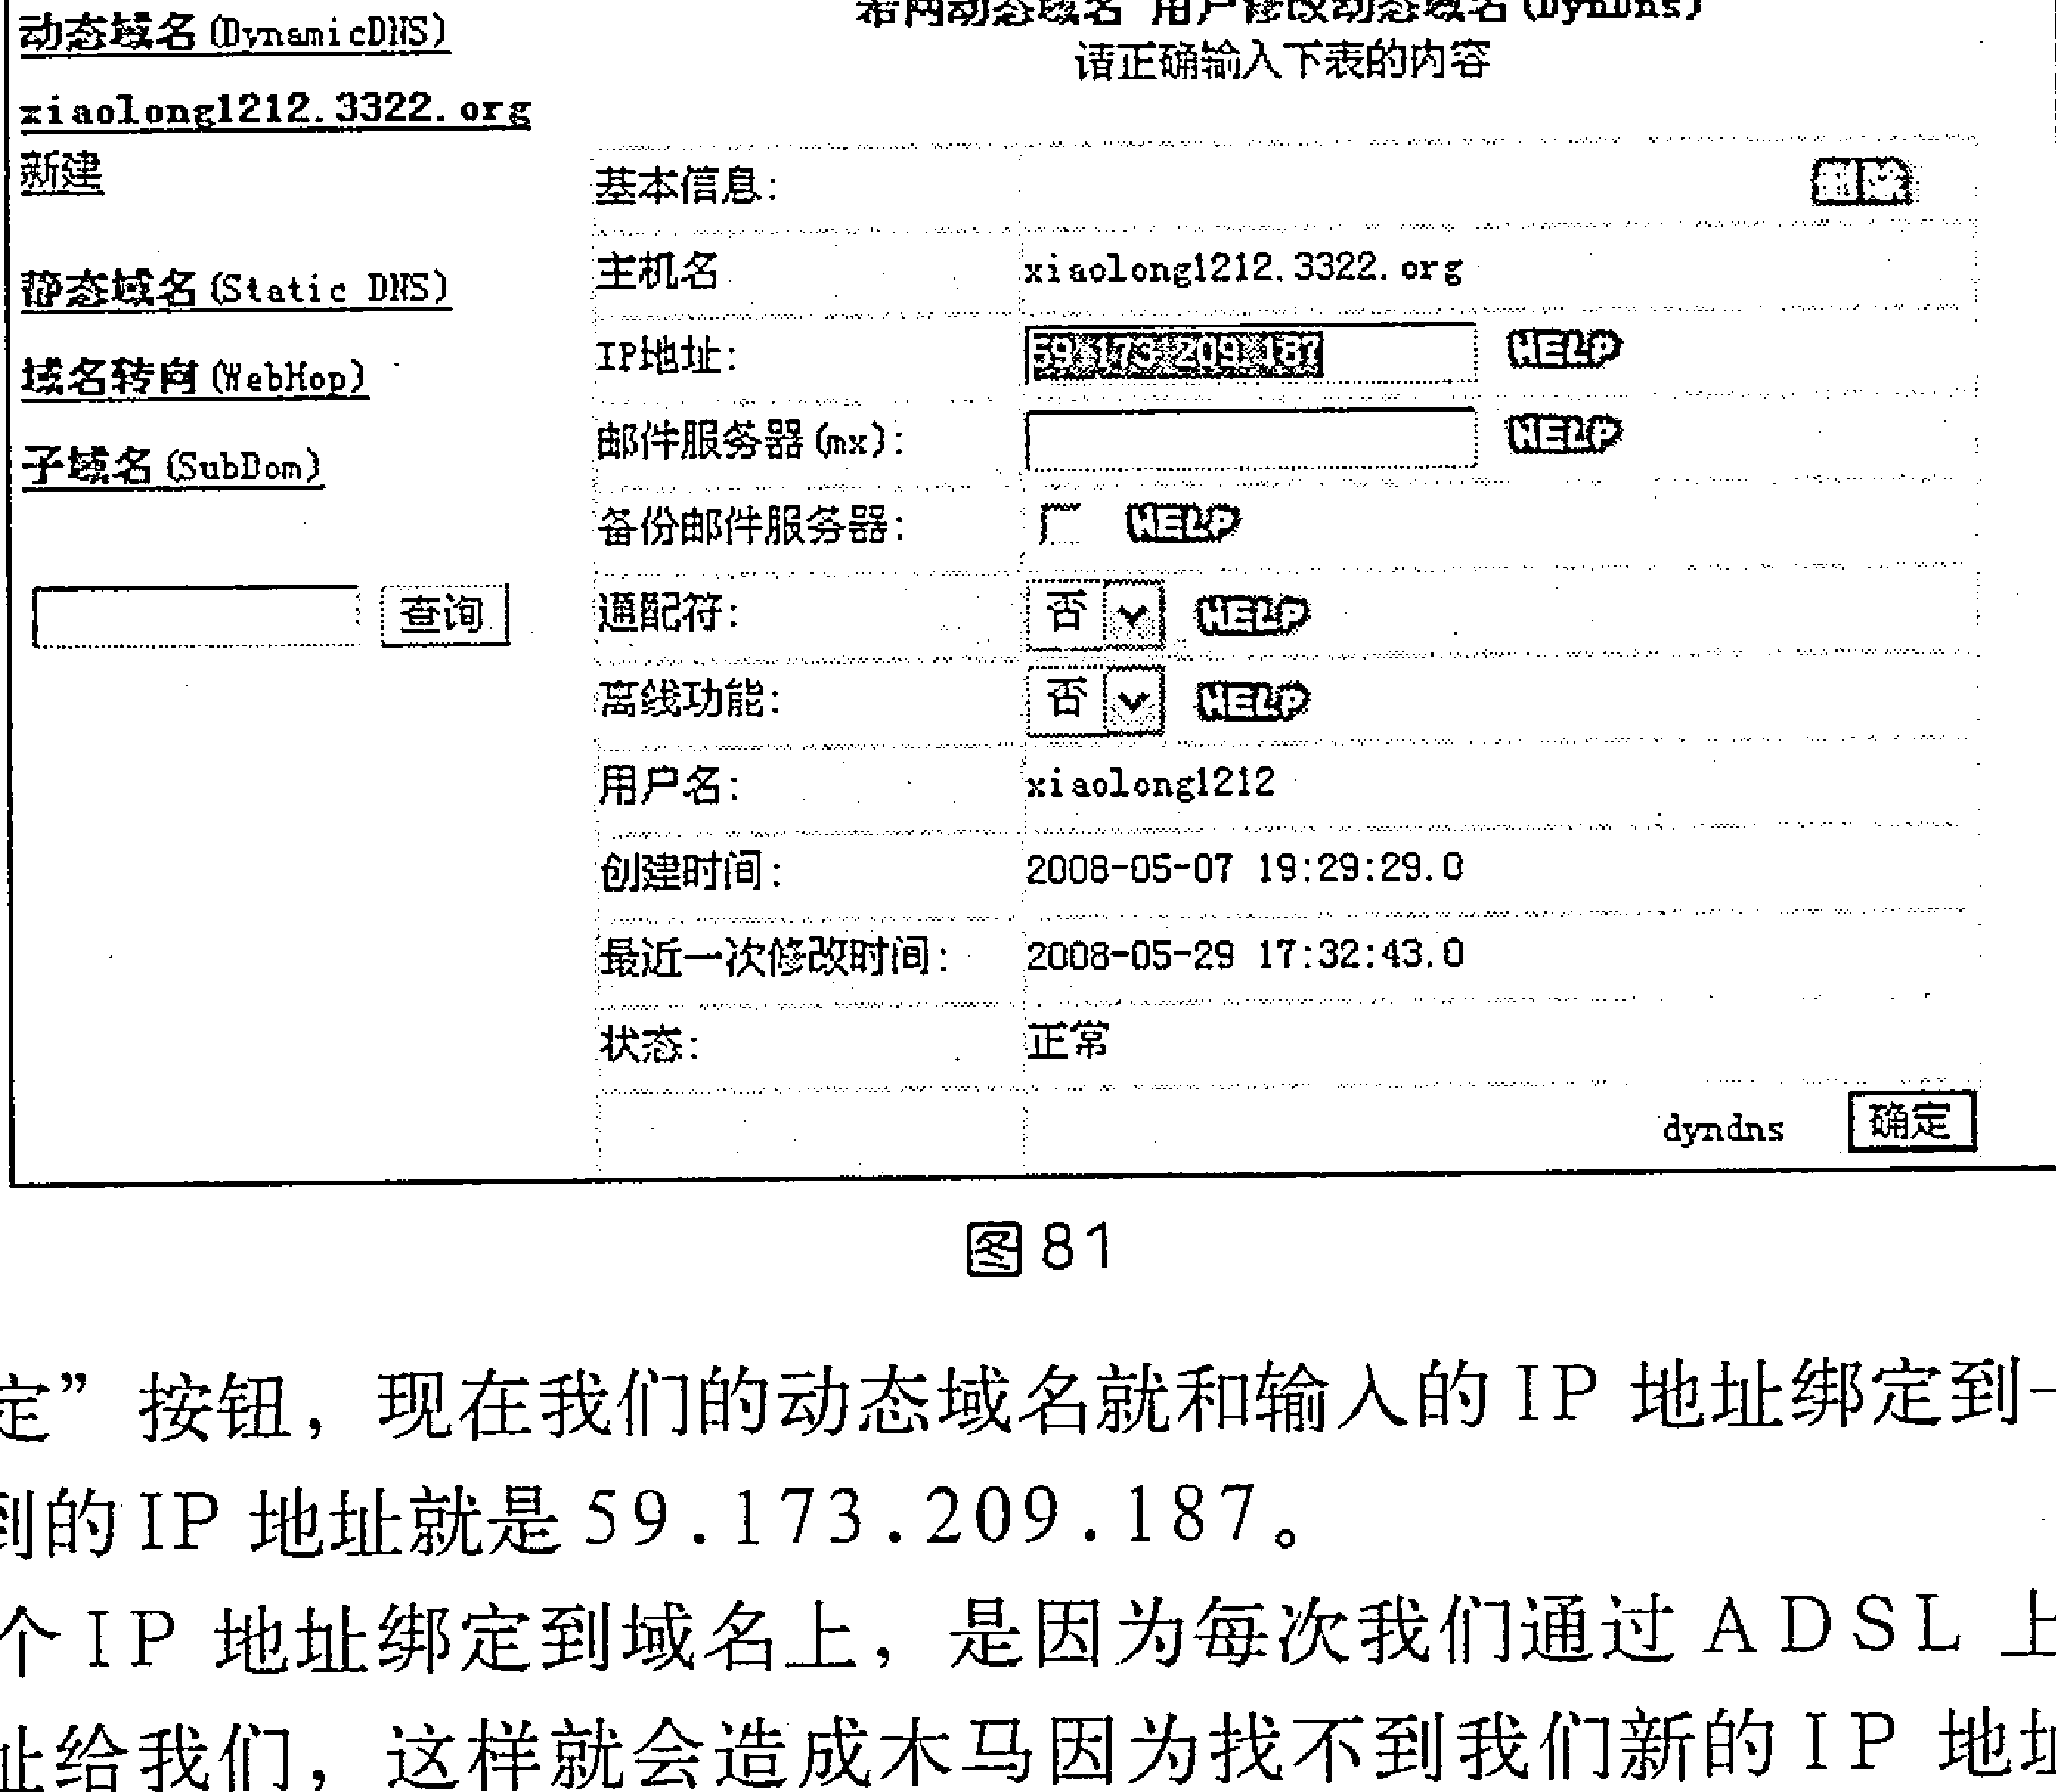 动态域名(DynamicDNS)
xiaolong1212.3322.org
新建
静态域名(Static DNS)
域名转向(WebHop)
子域名(SubDom)
查询
希网动态域名 用户修改动态域名(DynDns)
请正确输入下表的内容
基本信息: 删除
主机名 xiaolong1212.3322.org
IP地址: 59.173.209.187 HELP
邮件服务器(mx): HELP
备份邮件服务器: HELP
通配符: 否 HELP
离线功能: 否 HELP
用户名: xiaolong1212
创建时间: 2008-05-07 19:29:29.0
最近一次修改时间: 2008-05-29 17:32:43.0
状态: 正常
dyndns 确定
图81
定”按钮，现在我们的动态域名就和输入的IP 地址绑定到一
到的IP 地址就是59.173.209.187。
个IP 地址绑定到域名上，是因为每次我们通过ADSL 上
址给我们，这样就会造成木马因为找不到我们新的IP 地址